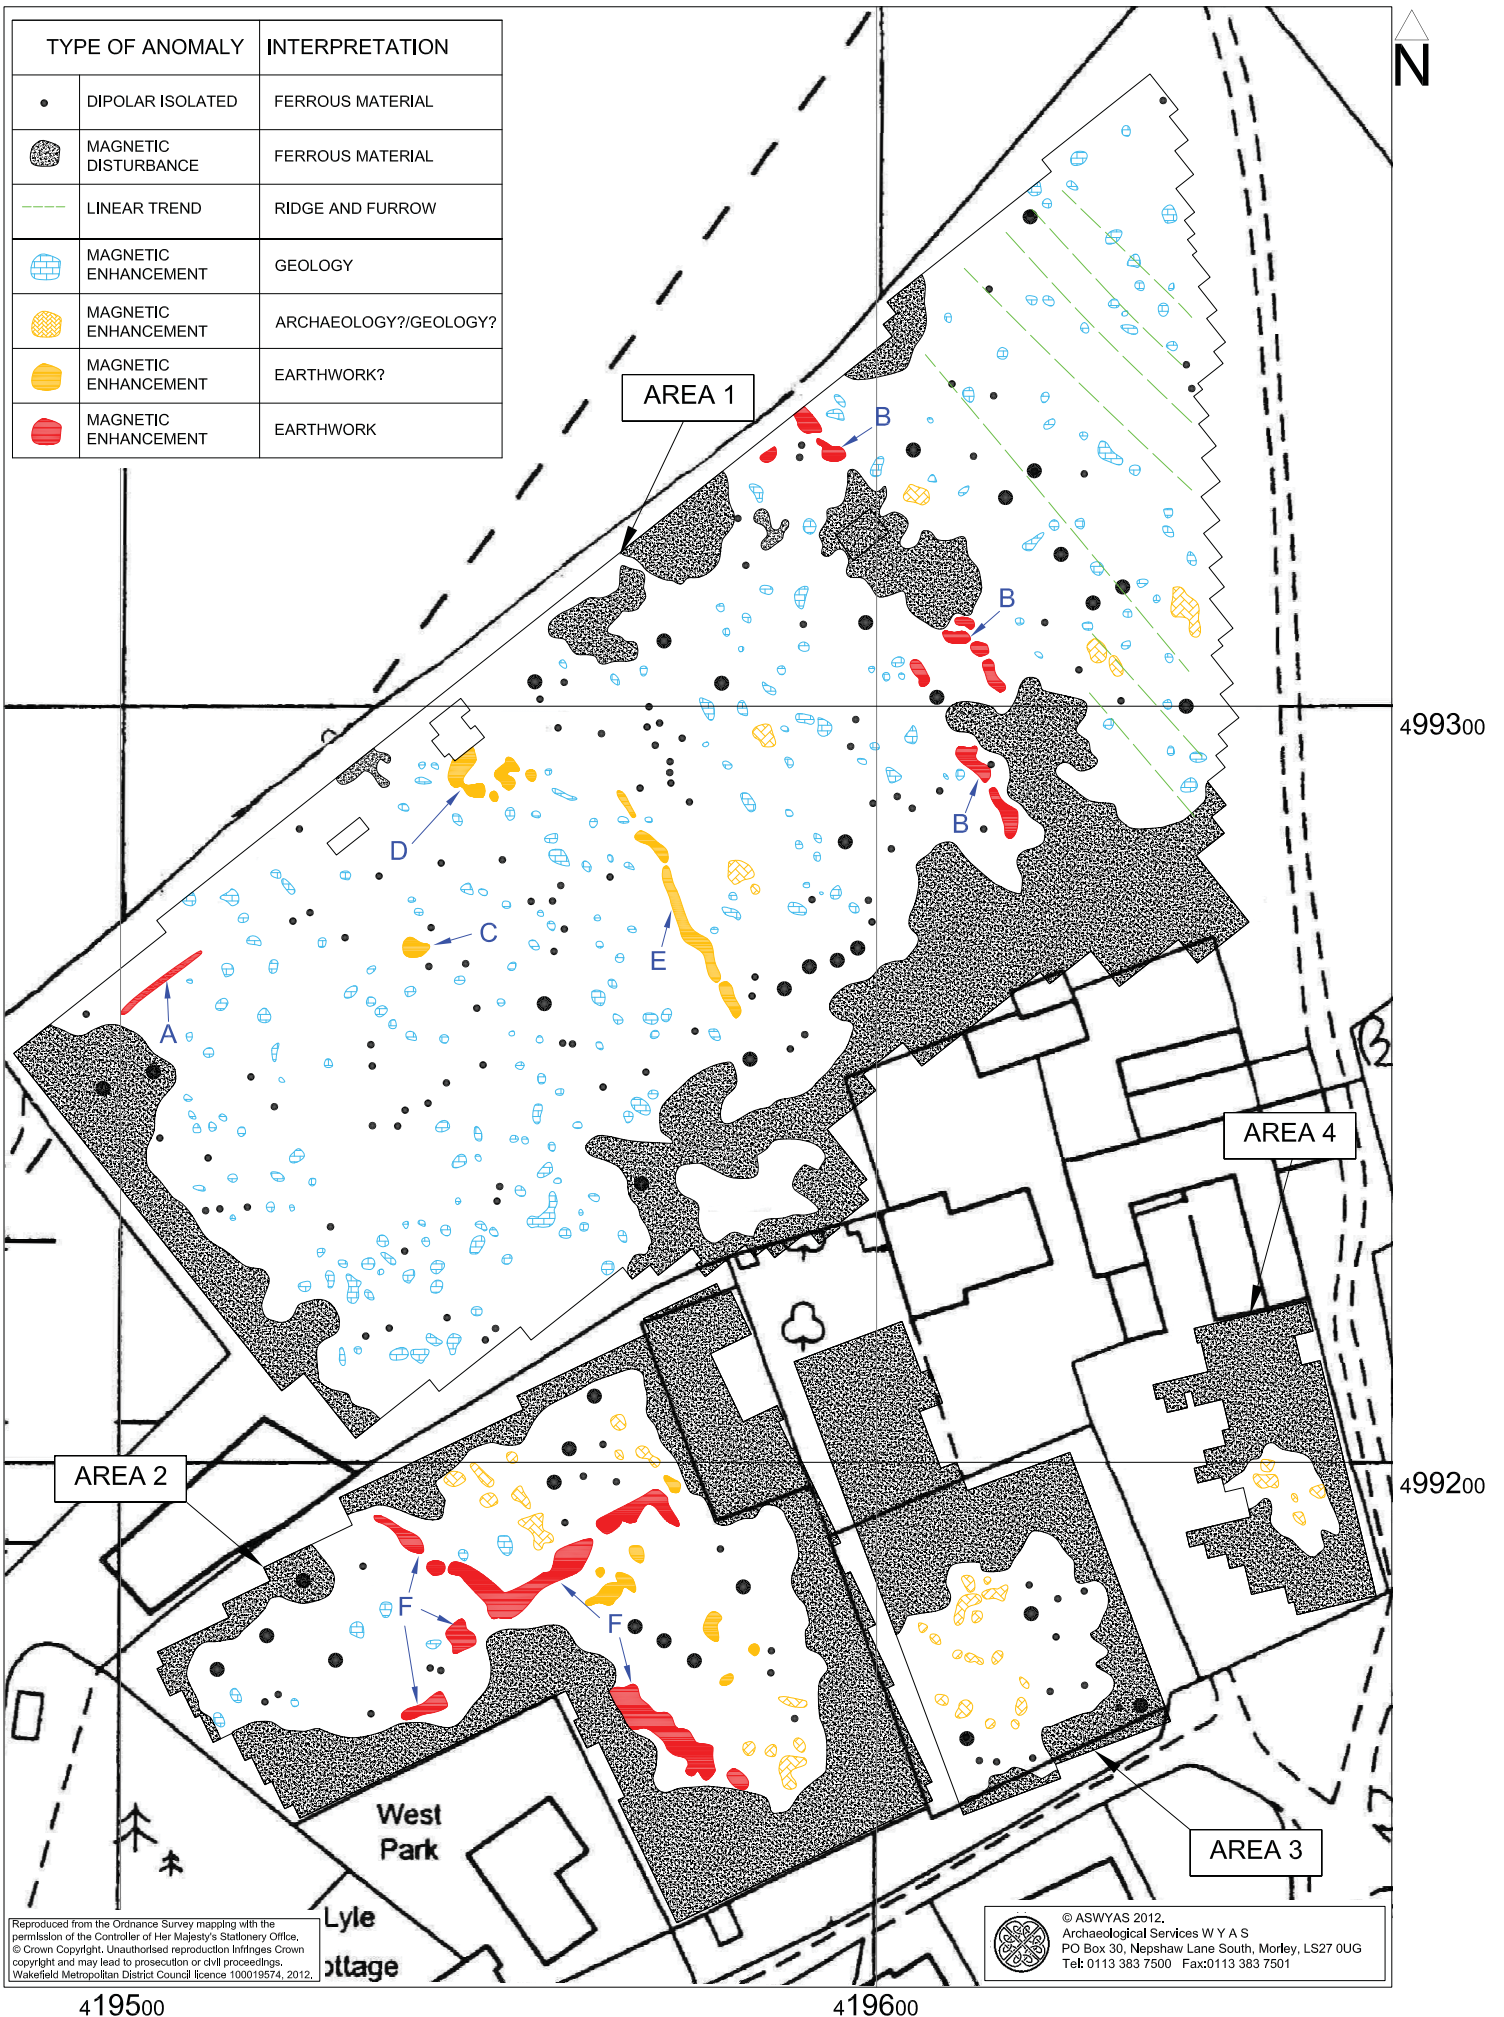 TYPE OF ANOMALY INTERPRETATION
DIPOLAR ISOLATED FERROUS MATERIAL
MAGNETIC
DISTURBANCE
FERROUS MATERIAL
LINEAR TREND RIDGE AND FURROW
MAGNETIC
ENHANCEMENT
GEOLOGY
MAGNETIC
ENHANCEMENT
ARCHAEOLOGY?/GEOLOGY?
MAGNETIC
ENHANCEMENT
EARTHWORK?
MAGNETIC
ENHANCEMENT
EARTHWORK
N
AREA 1
B
B
499300
B
D
C
E
A
AREA 4
AREA 2
499200
F
F
West
Park
AREA 3
Lyle
ottage
Reproduced from the Ordnance Survey mapping with the
permission of the Controller of Her Majesty's Stationery Office.
© Crown Copyright. Unauthorised reproduction infringes Crown
copyright and may lead to prosecution or civil proceedings.
Wakefield Metropolitan District Council licence 100019574, 2012.
© ASWYAS 2012.
Archaeological Services W Y A S
PO Box 30, Nepshaw Lane South, Morley, LS27 0UG
Tel: 0113 383 7500 Fax:0113 383 7501
419500
419600